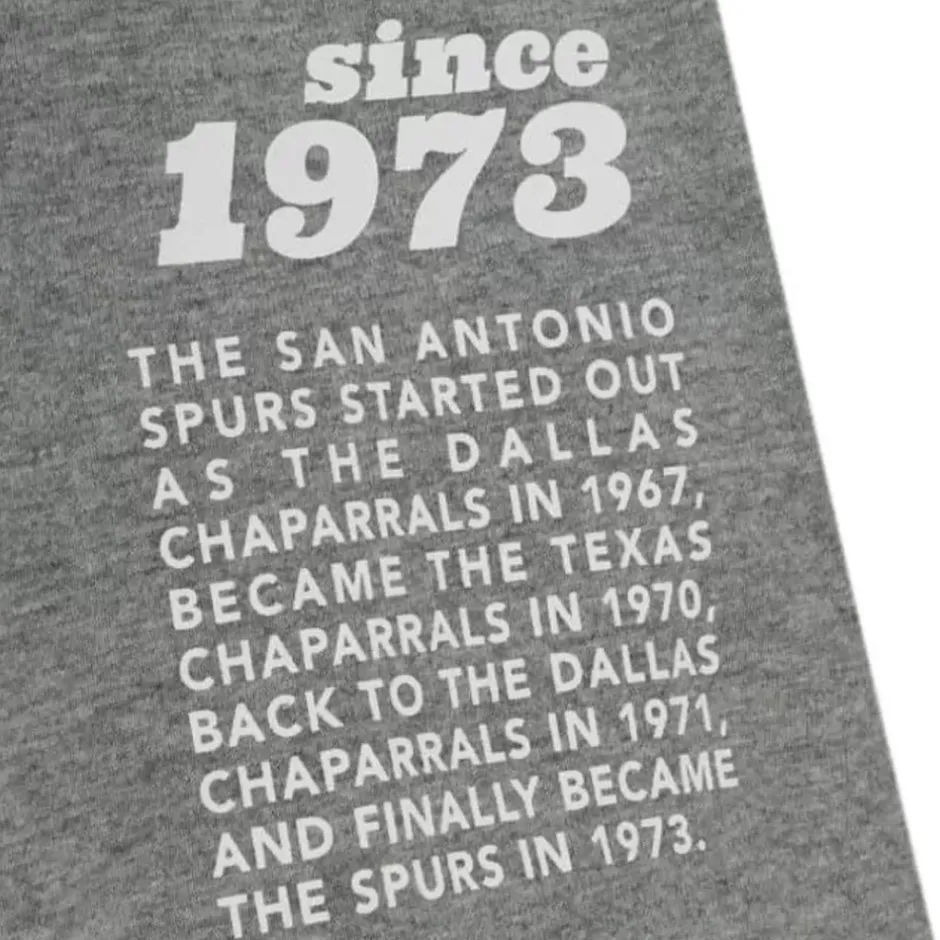 since
1973
THE SAN ANTONIO
SPURS STARTED OUT
AS THE DALLAS
CHAPARRALS IN 1967,
BECAME THE TEXAS
CHAPARRALS IN 1970,
BACK TO THE DALLAS
CHAPARRALS IN 1971,
AND FINALLY BECAME
THE SPURS IN 1973.